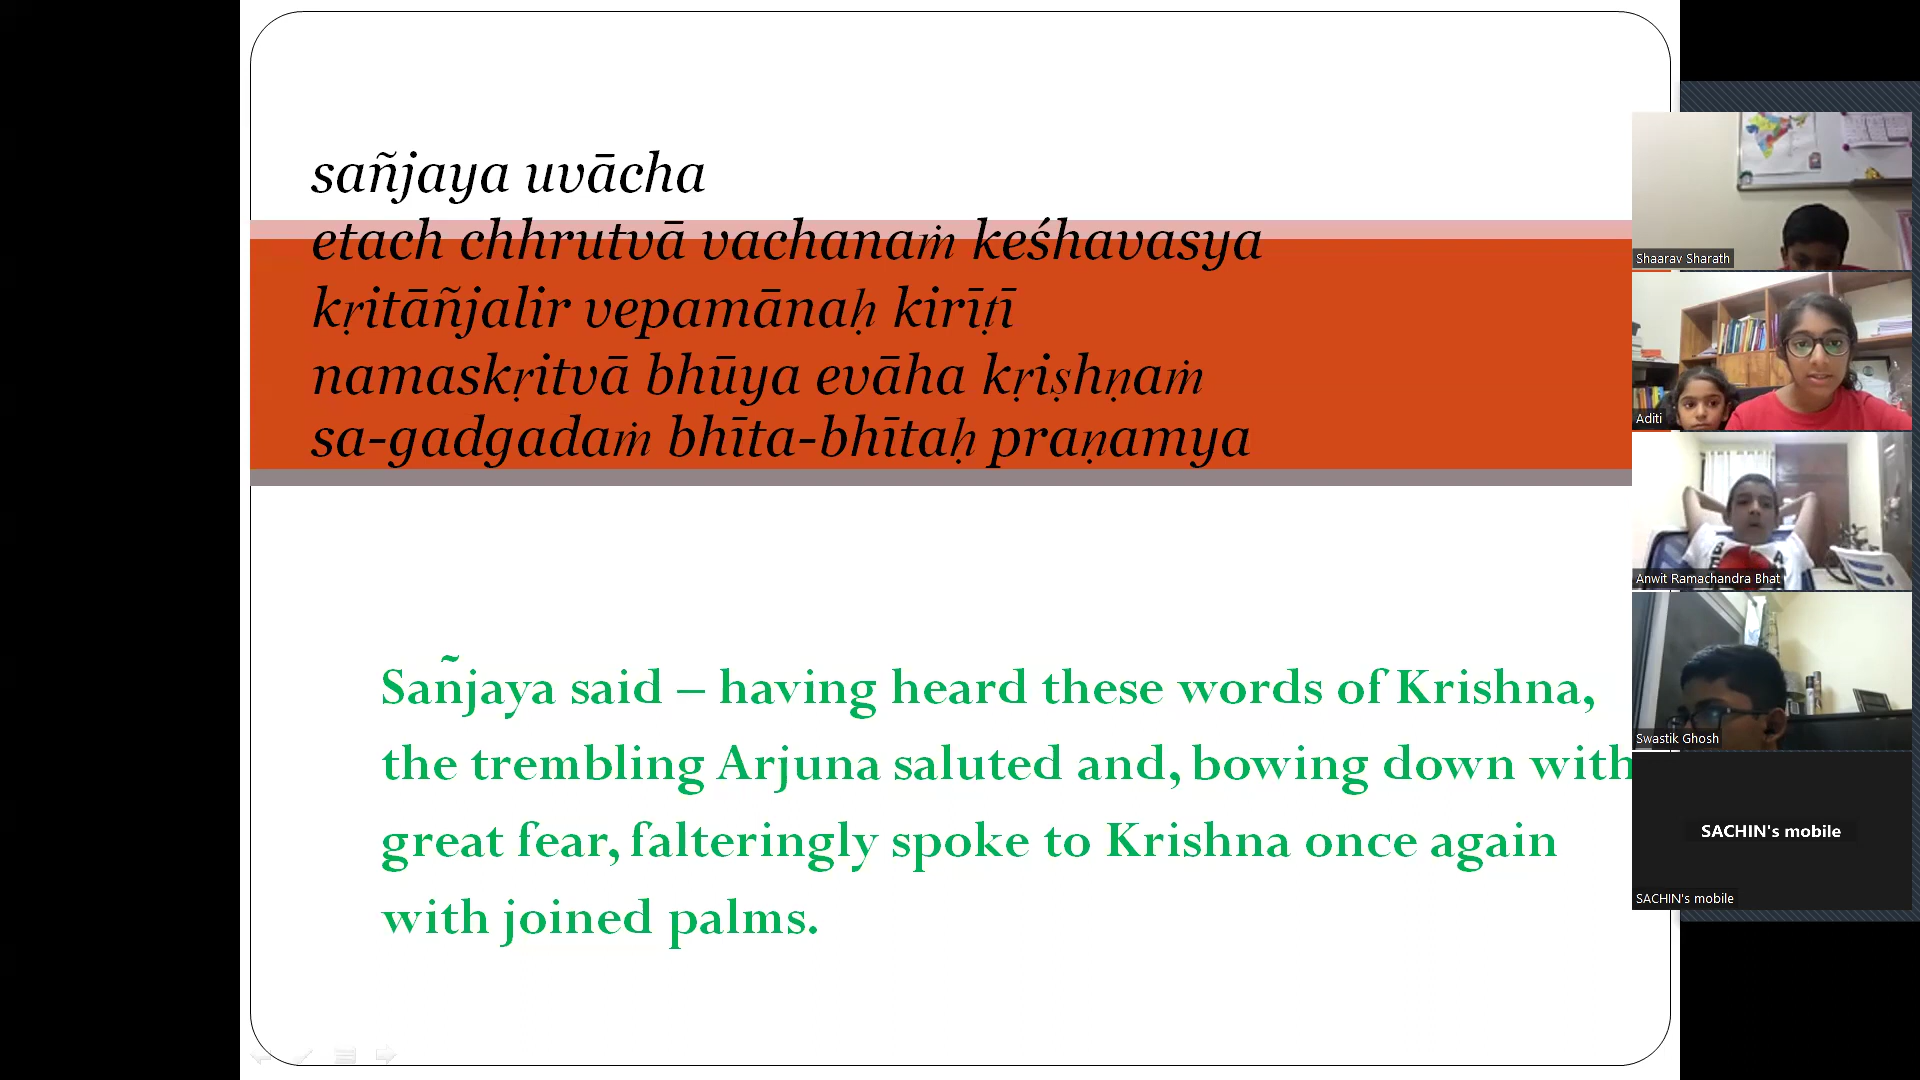 sañjaya uvācha
etach chhrutvā vachanaṁ keśhavasya
kṛitāñjalir vepamānaḥ kirīṭī
namaskṛitvā bhūya evāha kṛiṣhṇaṁ
sa-gadgadaṁ bhīta-bhītaḥ praṇamya
Sañjaya said – having heard these words of Krishna,
the trembling Arjuna saluted and, bowing down with
great fear, falteringly spoke to Krishna once again
with joined palms.
Shaarav Sharath
Aditi
Anwit Ramachandra Bhat
Swastik Ghosh
SACHIN's mobile
SACHIN's mobile